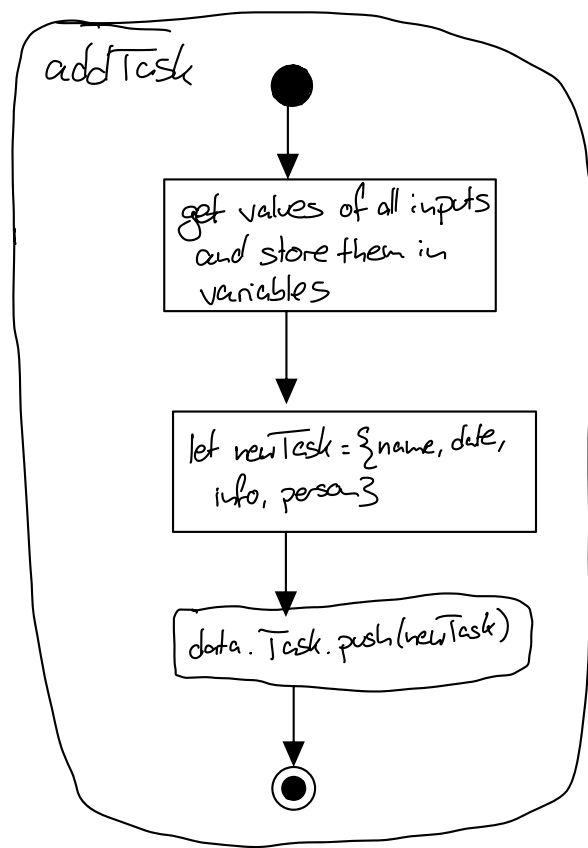 addTask
get values of all inputs
and store them in
variables
let newTask = {name, date,
info, person}
data.Task.push(newTask)